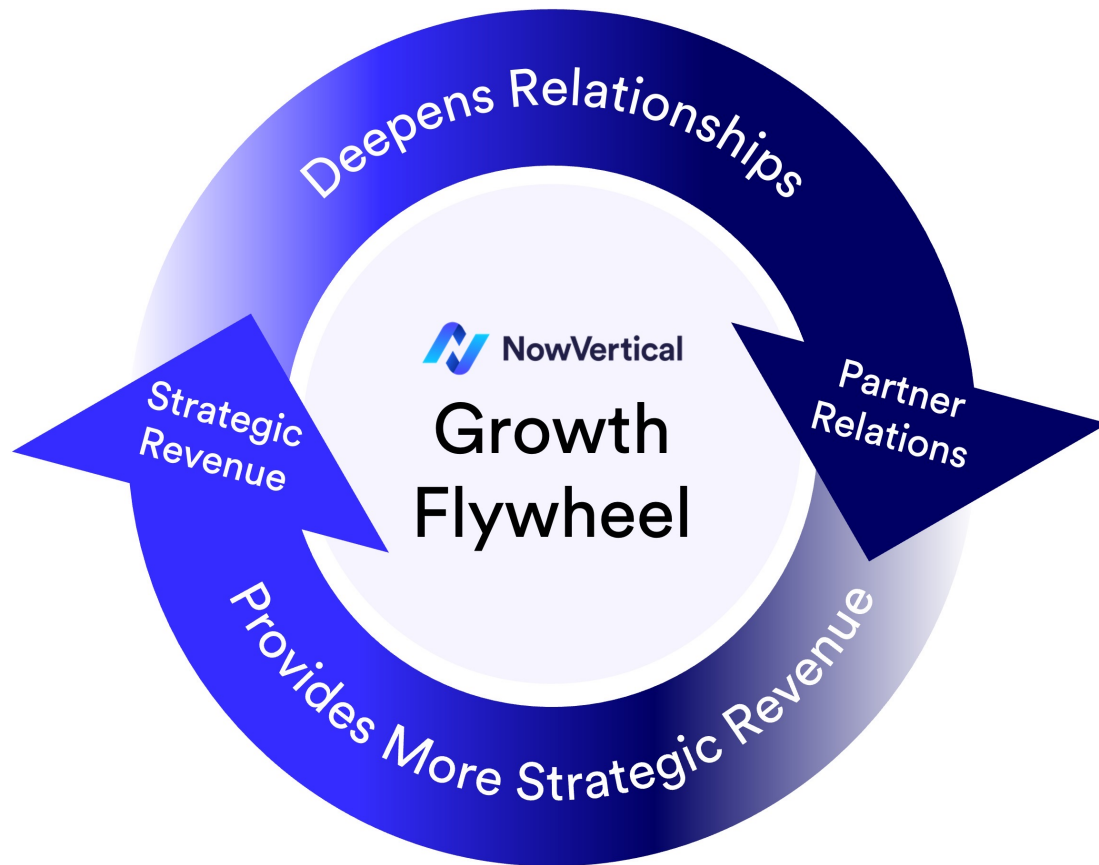 Deepens Relationships
NowVertical
Growth
Flywheel
Strategic
Revenue
Partner
Relations
Provides More Strategic Revenue